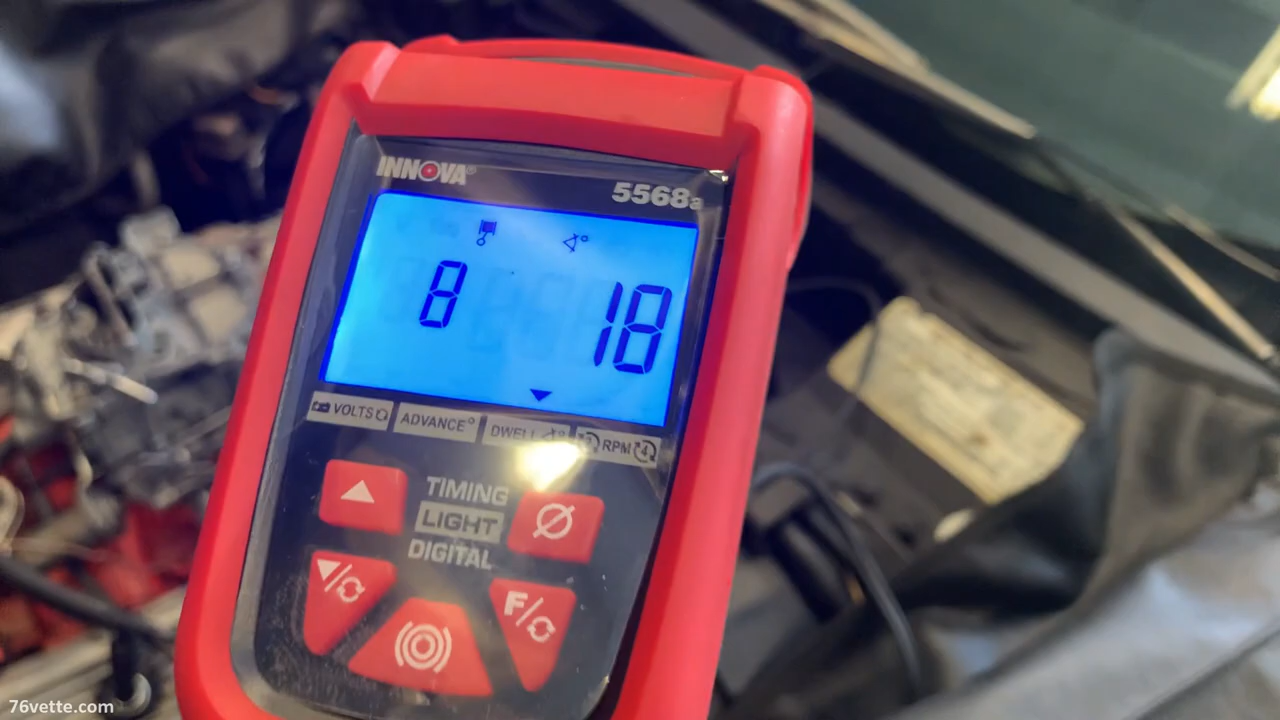 INNOVA®
5568a
8 18
VOLTS ADVANCE° DWELL RPM
TIMING
LIGHT
DIGITAL
F/
76vette.com